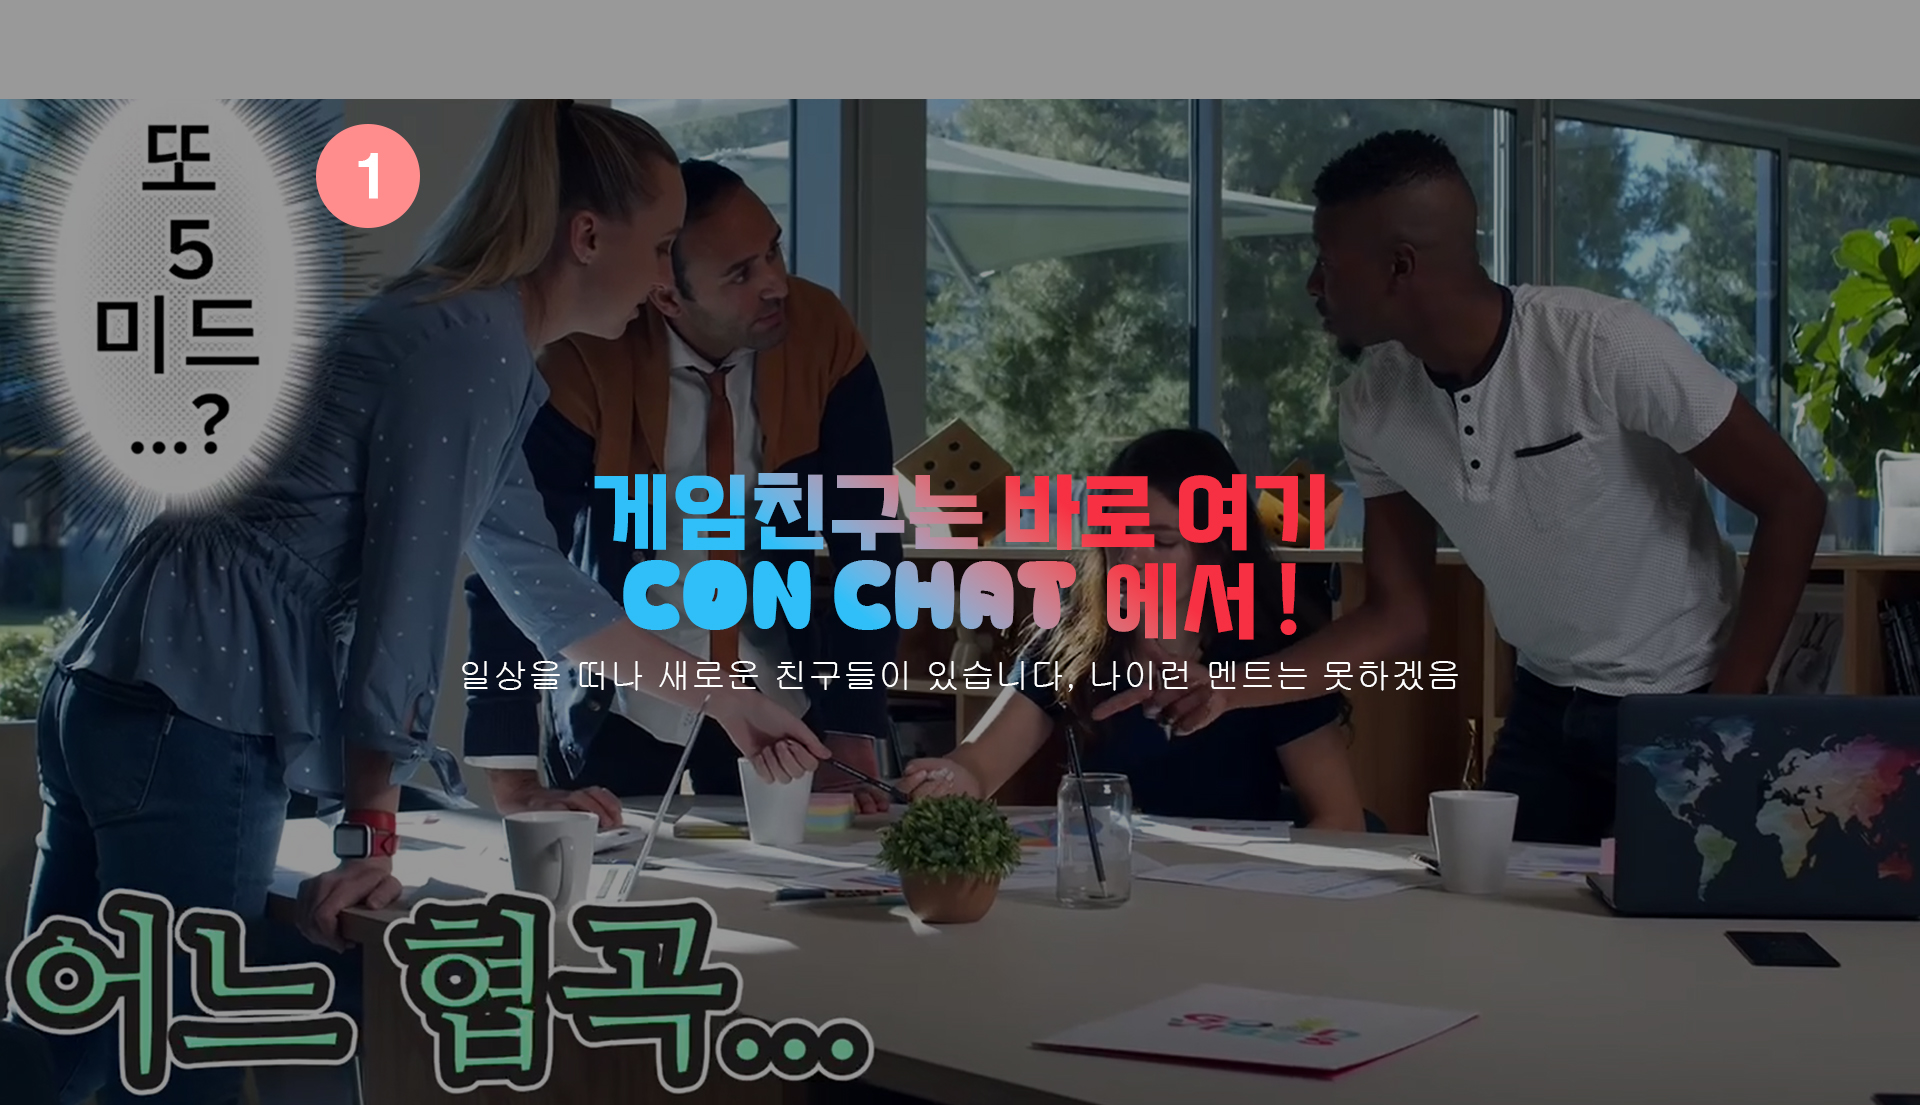 또
5
미드
...?
1
게임친구는 바로 여기
CON CHAT 에서 !
일상을 떠나 새로운 친구들이 있습니다, 나이런 멘트는 못하겠음
어느 협곡...